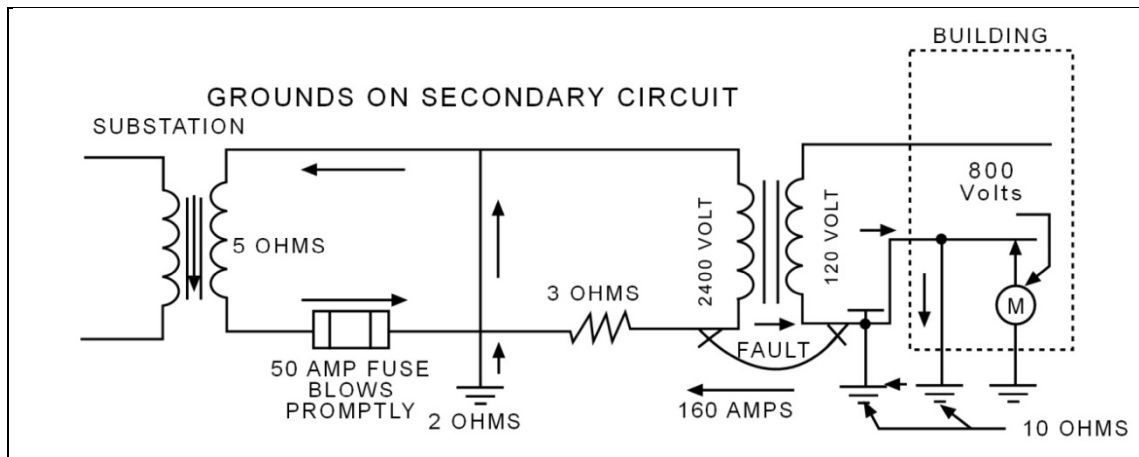 BUILDING
GROUNDS ON SECONDARY CIRCUIT
SUBSTATION
800
Volts
5 OHMS
2400 VOLT
120 VOLT
3 OHMS
M
FAULT
50 AMP FUSE
BLOWS
PROMPTLY
2 OHMS
160 AMPS
10 OHMS